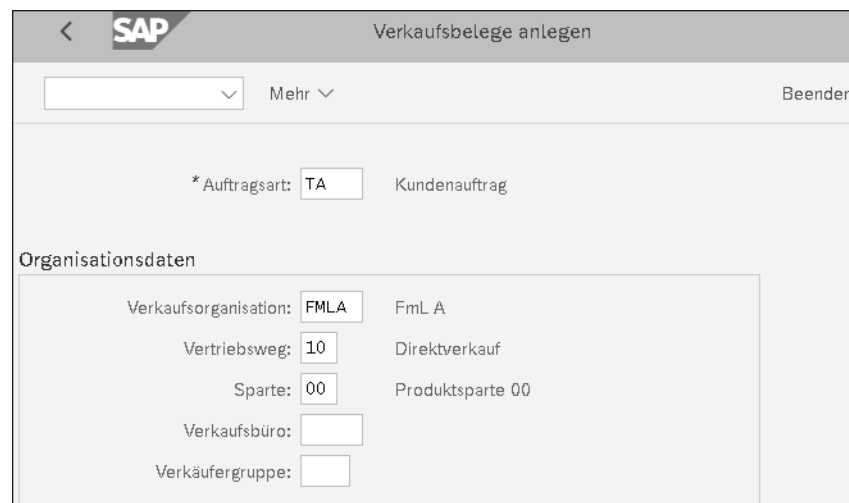 SAP Verkaufsbelege anlegen
Mehr Beenden
* Auftragsart: TA Kundenauftrag
Organisationsdaten
Verkaufsorganisation: FMLA FmL A
Vertriebsweg: 10 Direktverkauf
Sparte: 00 Produktsparte 00
Verkaufsbüro:
Verkäufergruppe: